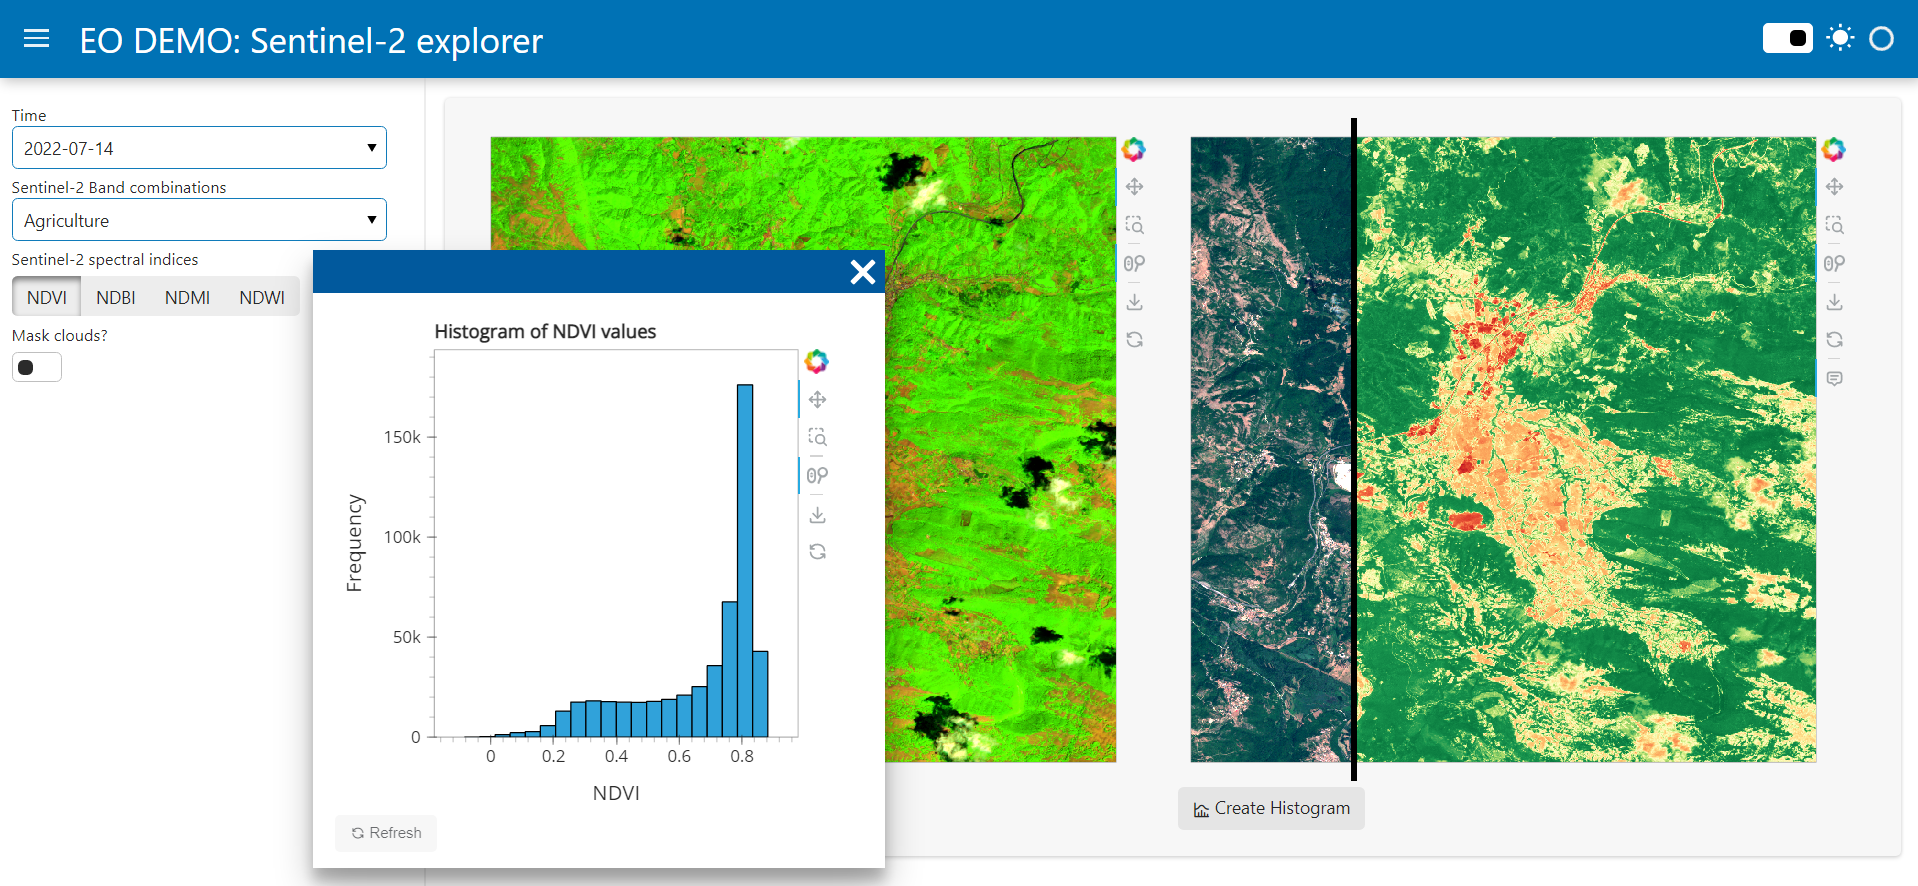 EO DEMO: Sentinel-2 explorer
Time
2022-07-14
Sentinel-2 Band combinations
Agriculture
Sentinel-2 spectral indices
NDVI NDBI NDMI NDWI
Mask clouds?
Histogram of NDVI values
Frequency
150k
100k
50k
0
0 0.2 0.4 0.6 0.8
NDVI
Refresh
Create Histogram